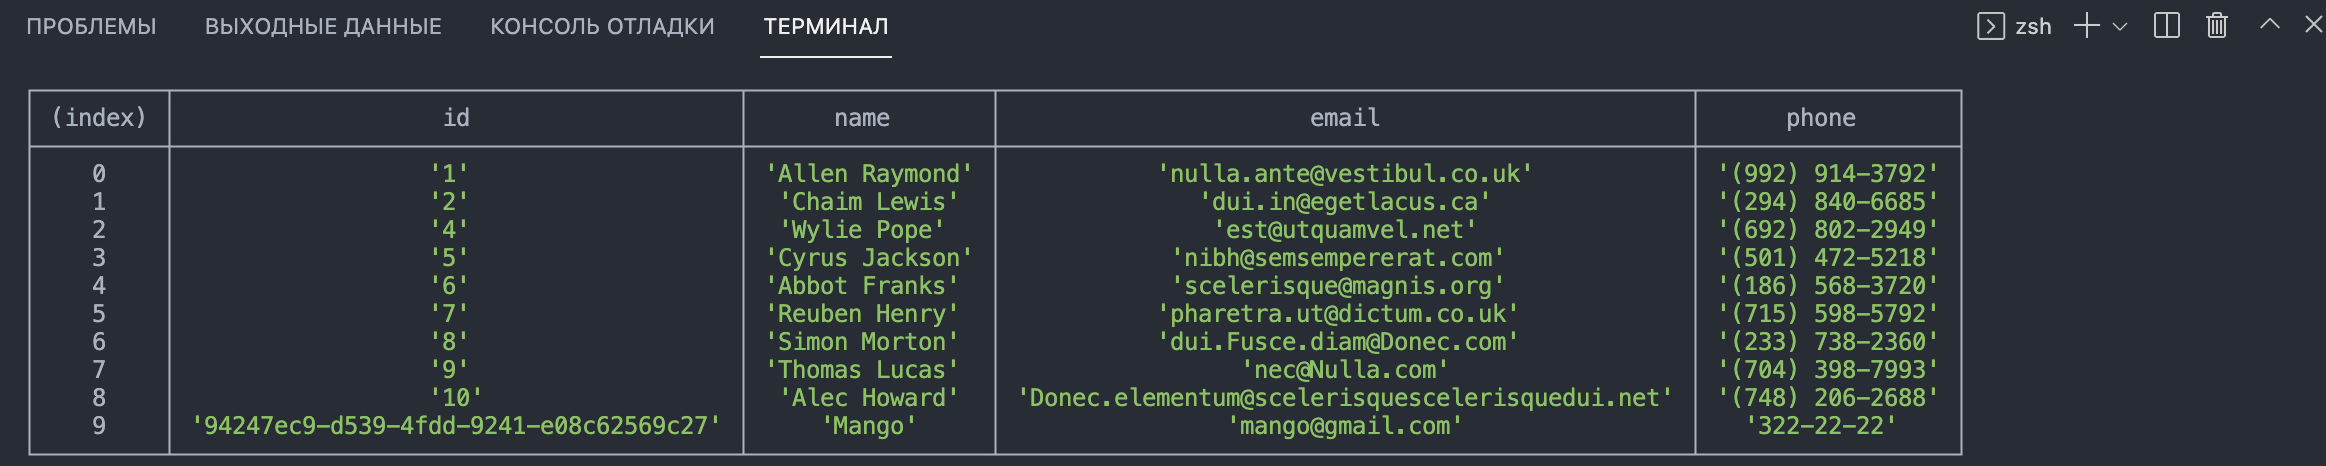 ПРОБЛЕМЫ ВЫХОДНЫЕ ДАННЫЕ КОНСОЛЬ ОТЛАДКИ ТЕРМИНАЛ zsh
(index) id name email phone
0 '1' 'Allen Raymond' 'nulla.ante@vestibul.co.uk' '(992) 914-3792'
1 '2' 'Chaim Lewis' 'dui.in@egetlacus.ca' '(294) 840-6685'
2 '4' 'Wylie Pope' 'est@utquamvel.net' '(692) 802-2949'
3 '5' 'Cyrus Jackson' 'nibh@semsempererat.com' '(501) 472-5218'
4 '6' 'Abbot Franks' 'scelerisque@magnis.org' '(186) 568-3720'
5 '7' 'Reuben Henry' 'pharetra.ut@dictum.co.uk' '(715) 598-5792'
6 '8' 'Simon Morton' 'dui.Fusce.diam@Donec.com' '(233) 738-2360'
7 '9' 'Thomas Lucas' 'nec@Nulla.com' '(704) 398-7993'
8 '10' 'Alec Howard' 'Donec.elementum@scelerisquescelerisquedui.net' '(748) 206-2688'
9 '94247ec9-d539-4fdd-9241-e08c62569c27' 'Mango' 'mango@gmail.com' '322-22-22'